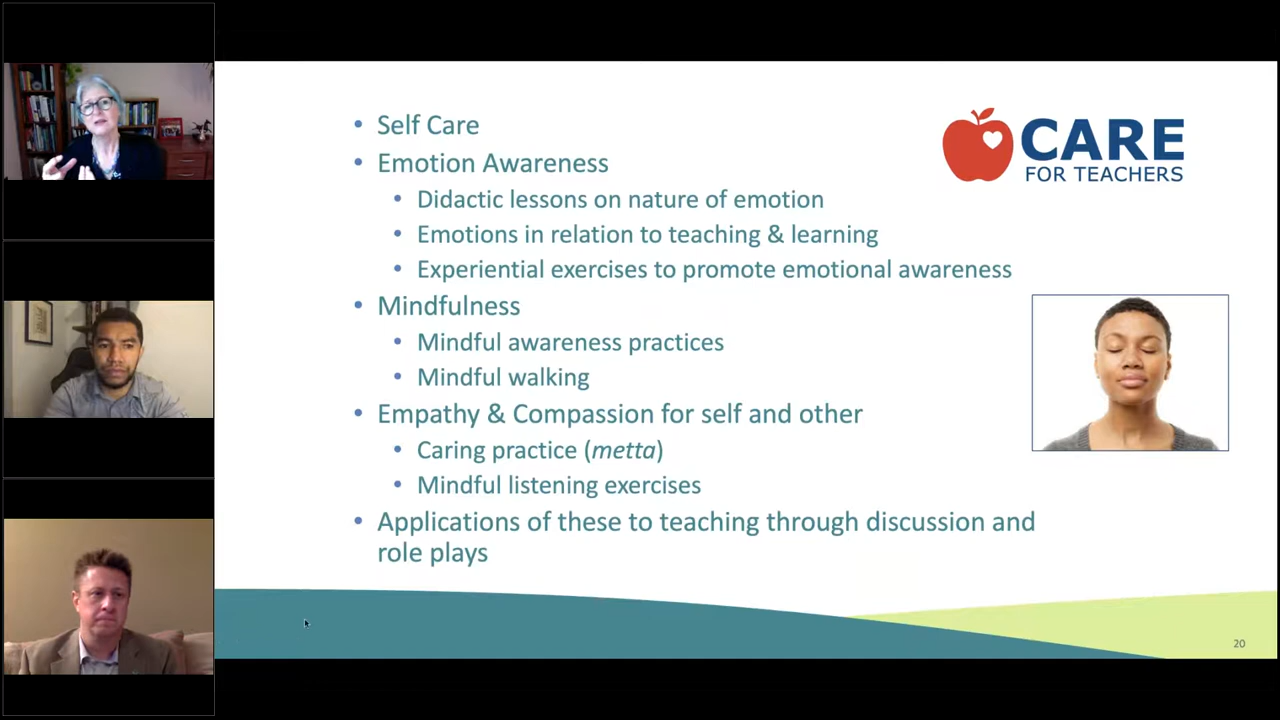 • Self Care
• Emotion Awareness
• Didactic lessons on nature of emotion
• Emotions in relation to teaching & learning
• Experiential exercises to promote emotional awareness
• Mindfulness
• Mindful awareness practices
• Mindful walking
• Empathy & Compassion for self and other
• Caring practice (metta)
• Mindful listening exercises
• Applications of these to teaching through discussion and
role plays
CARE
FOR TEACHERS
20